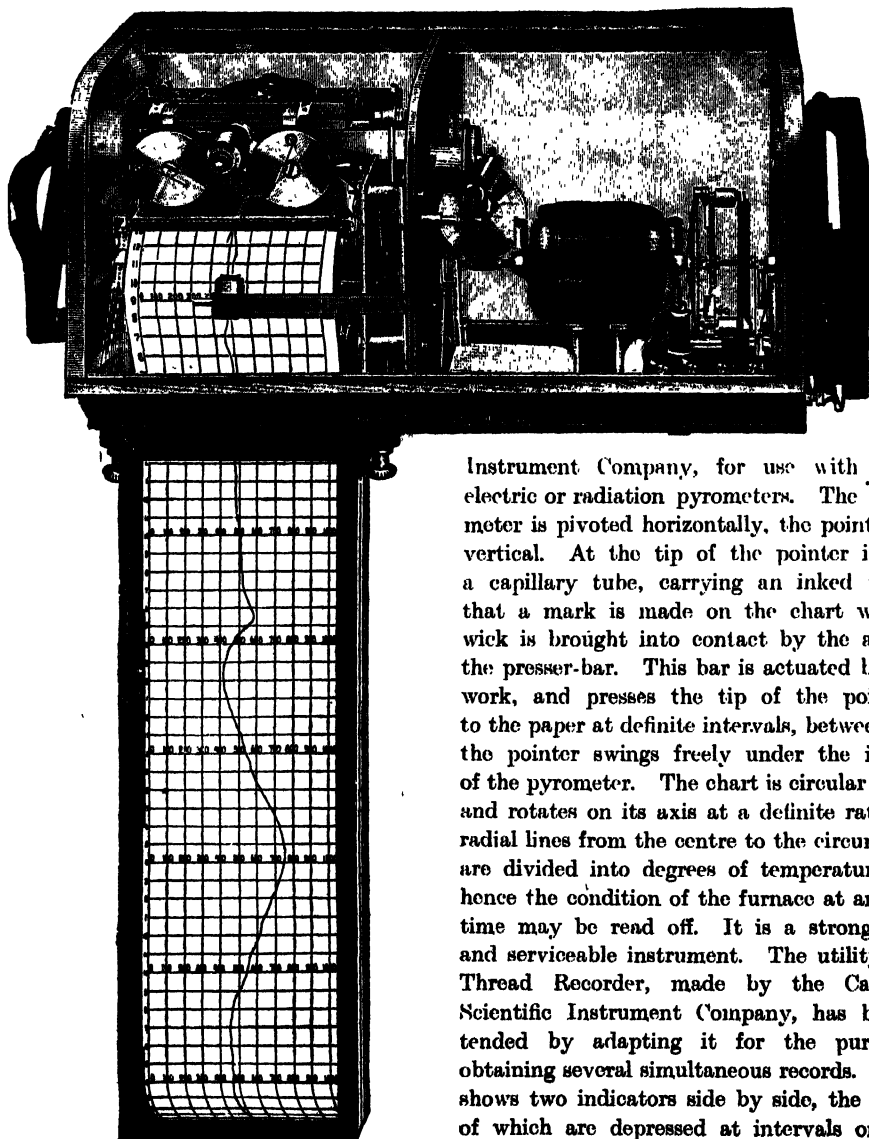 Instrument Company, for use with
electric or radiation pyrometers. The
meter is pivoted horizontally, the point
vertical. At the tip of the pointer i
a capillary tube, carrying an inked
that a mark is made on the chart w
wick is brought into contact by the a
the presser-bar. This bar is actuated b
work, and presses the tip of the poi
to the paper at definite intervals, betwee
the pointer swings freely under the i
of the pyrometer. The chart is circular
and rotates on its axis at a definite rat
radial lines from the centre to the circum
are divided into degrees of temperatur
hence the condition of the furnace at an
time may be read off. It is a strong
and serviceable instrument. The utility
Thread Recorder, made by the Ca
Scientific Instrument Company, has b
tended by adapting it for the pur
obtaining several simultaneous records.
shows two indicators side by side, the
of which are depressed at intervals o